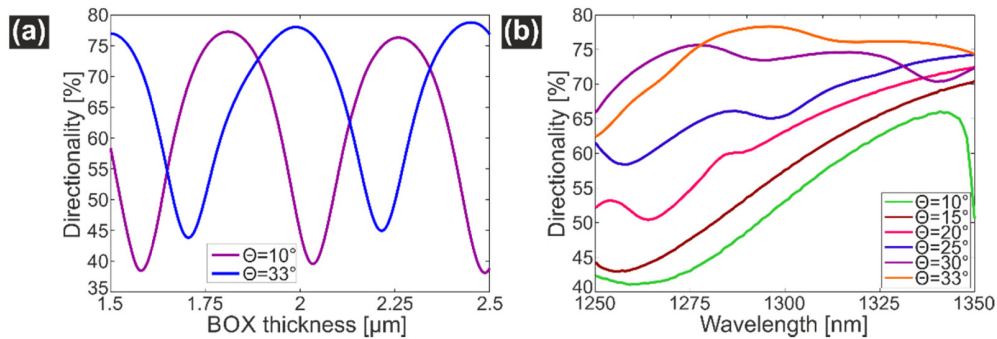 (a)
Directionality [%]
80
75
70
65
60
55
50
45
40
35
Θ=10°
Θ=33°
1.5
1.75
2
2.25
2.5
BOX thickness [μm]
(b)
Directionality [%]
80
75
70
65
60
55
50
45
40
Θ=10°
Θ=15°
Θ=20°
Θ=25°
Θ=30°
Θ=33°
1250
1275
1300
1325
1350
Wavelength [nm]